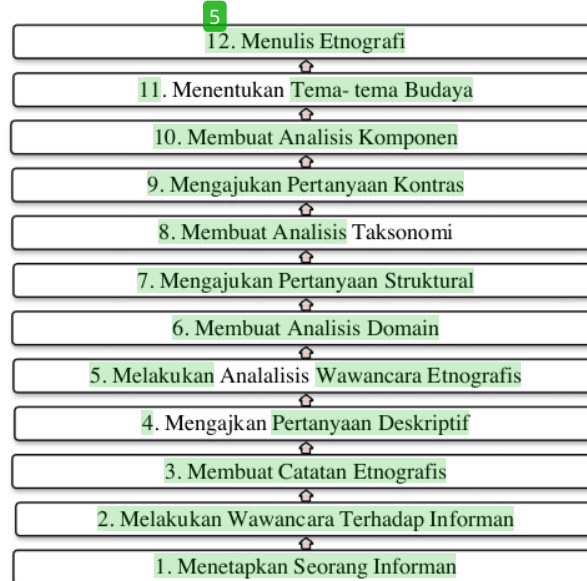 5
12. Menulis Etnografi
11. Menentukan Tema- tema Budaya
10. Membuat Analisis Komponen
9. Mengajukan Pertanyaan Kontras
8. Membuat Analisis Taksonomi
7. Mengajukan Pertanyaan Struktural
6. Membuat Analisis Domain
5. Melakukan Analalisis Wawancara Etnografis
4. Mengajkan Pertanyaan Deskriptif
3. Membuat Catatan Etnografis
2. Melakukan Wawancara Terhadap Informan
1. Menetapkan Seorang Informan